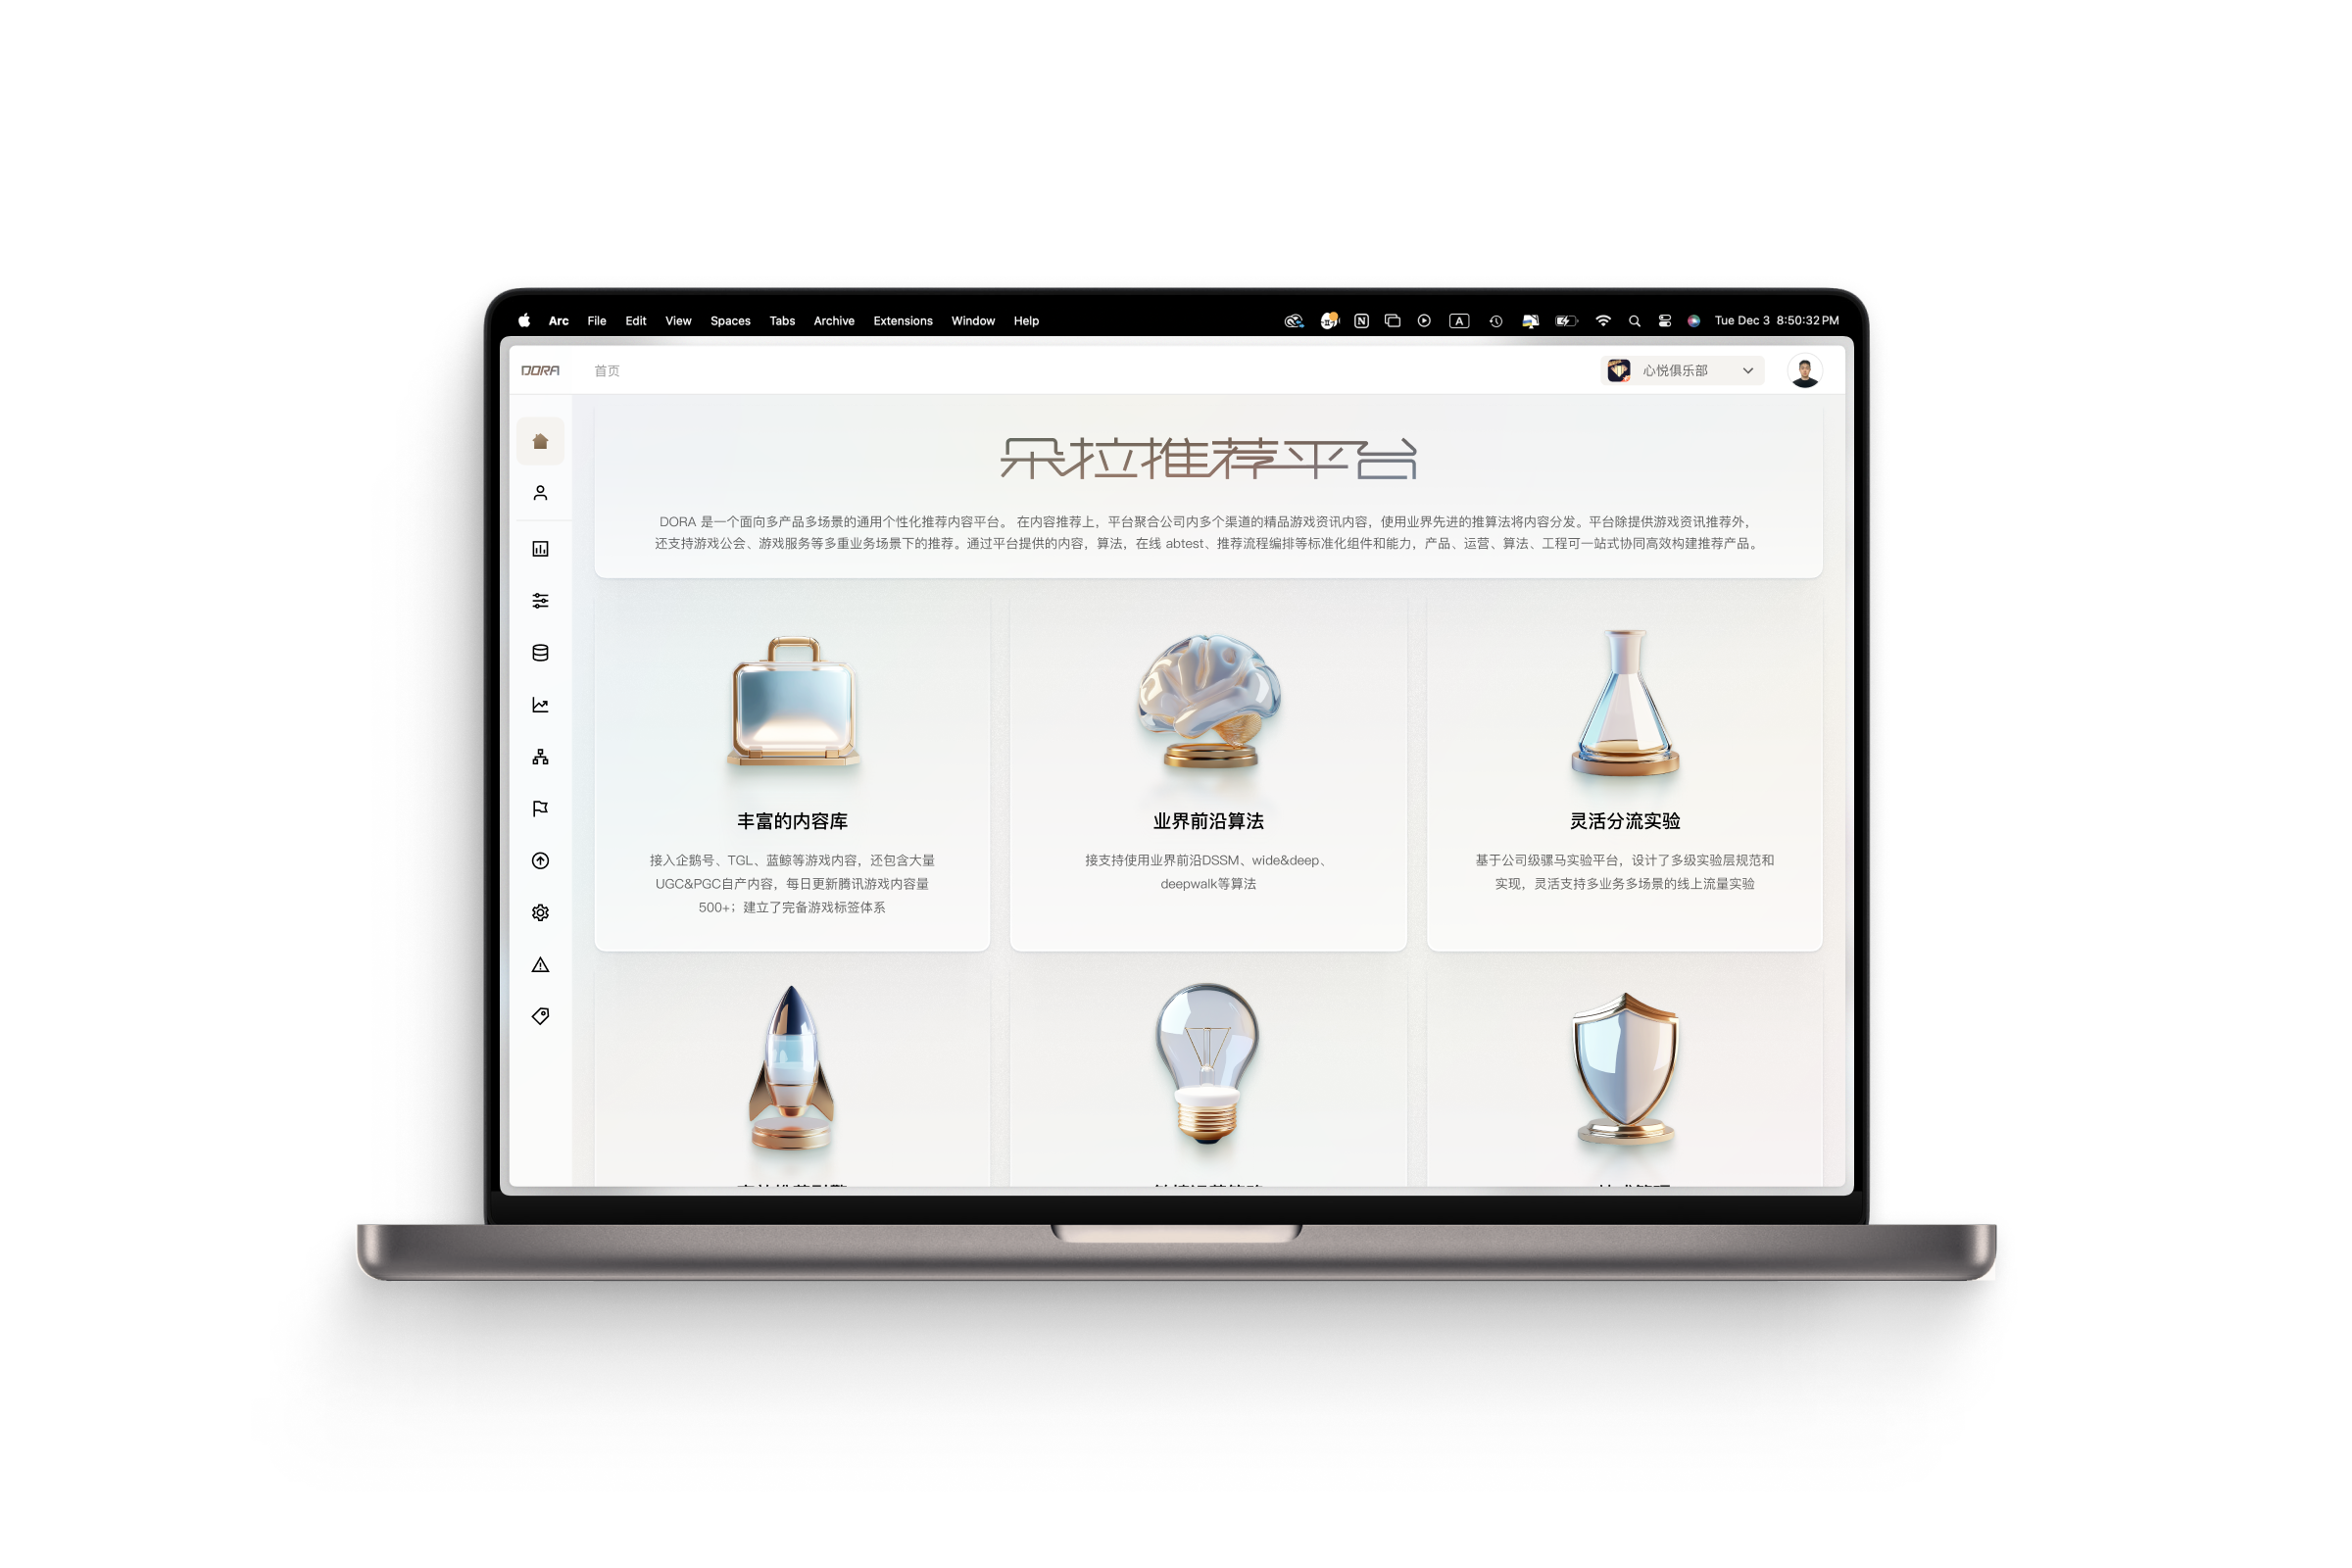 Arc File Edit View Spaces Tabs Archive Extensions Window Help
N A Tue Dec 3 8:50:32 PM
DORA 首页 心悦俱乐部
朵拉推荐平台
DORA 是一个面向多产品多场景的通用个性化推荐内容平台。 在内容推荐上，平台聚合公司内多个渠道的精品游戏资讯内容，使用业界先进的推算法将内容分发。平台除提供游戏资讯推荐外，
还支持游戏公会、游戏服务等多重业务场景下的推荐。通过平台提供的内容，算法，在线 abtest、推荐流程编排等标准化组件和能力，产品、运营、算法、工程可一站式协同高效构建推荐产品。
丰富的内容库
接入企鹅号、TGL、蓝鲸等游戏内容，还包含大量
UGC&PGC自产内容，每日更新腾讯游戏内容量
500+；建立了完备游戏标签体系
业界前沿算法
接支持使用业界前沿DSSM、wide&deep、
deepwalk等算法
灵活分流实验
基于公司级骡马实验平台，设计了多级实验层规范和
实现，灵活支持多业务多场景的线上流量实验